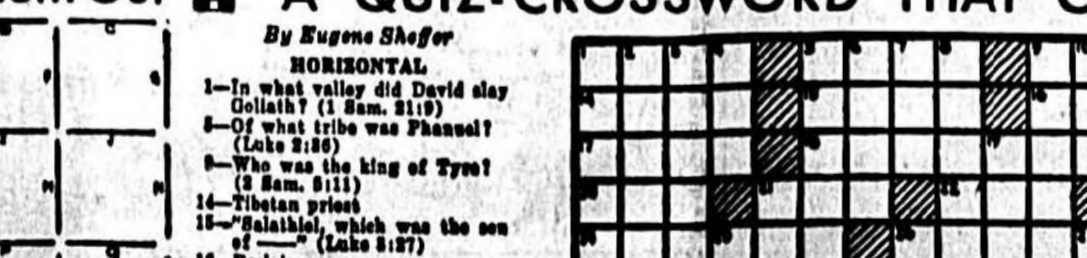 A QUIZ-CROSSWORD THAT
By Eugene Sheffer
HORIZONTAL
1—In what valley did David slay
Goliath? (1 Sam. 21:9)
5—Of what tribe was Phanuel?
(Luke 2:36)
9—Who was the king of Tyre?
(2 Sam. 5:11)
14—Tibetan priest
15—"Salathiel, which was the son
of ——" (Luke 3:27)